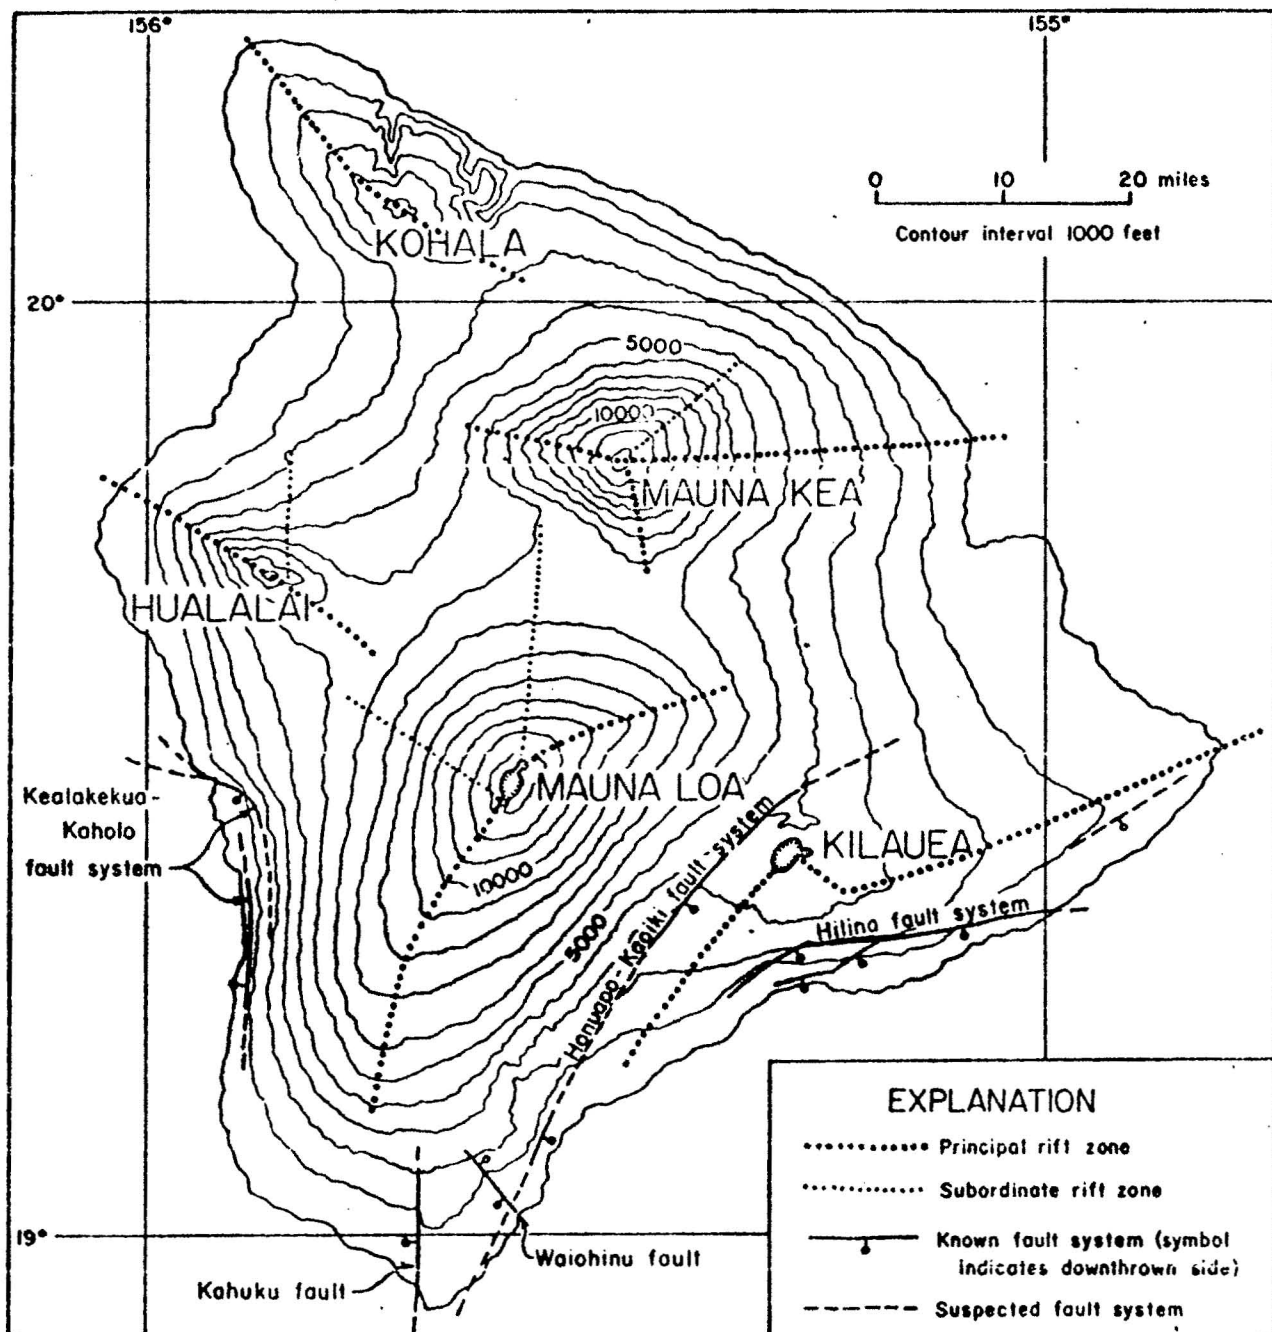 156°
155°
0 10 20 miles
Contour interval 1000 feet
KOHALA
20°
5000
10000
MAUNA KEA
HUALALAI
MAUNA LOA
Kealakekua-
Kaholo
fault system
KILAUEA
10000
5000
Honuapo-Kaoiki fault system
Hilina fault system
EXPLANATION
Principal rift zone
Subordinate rift zone
Known fault system (symbol
indicates downthrown side)
Suspected fault system
19°
Waiohinu fault
Kahuku fault